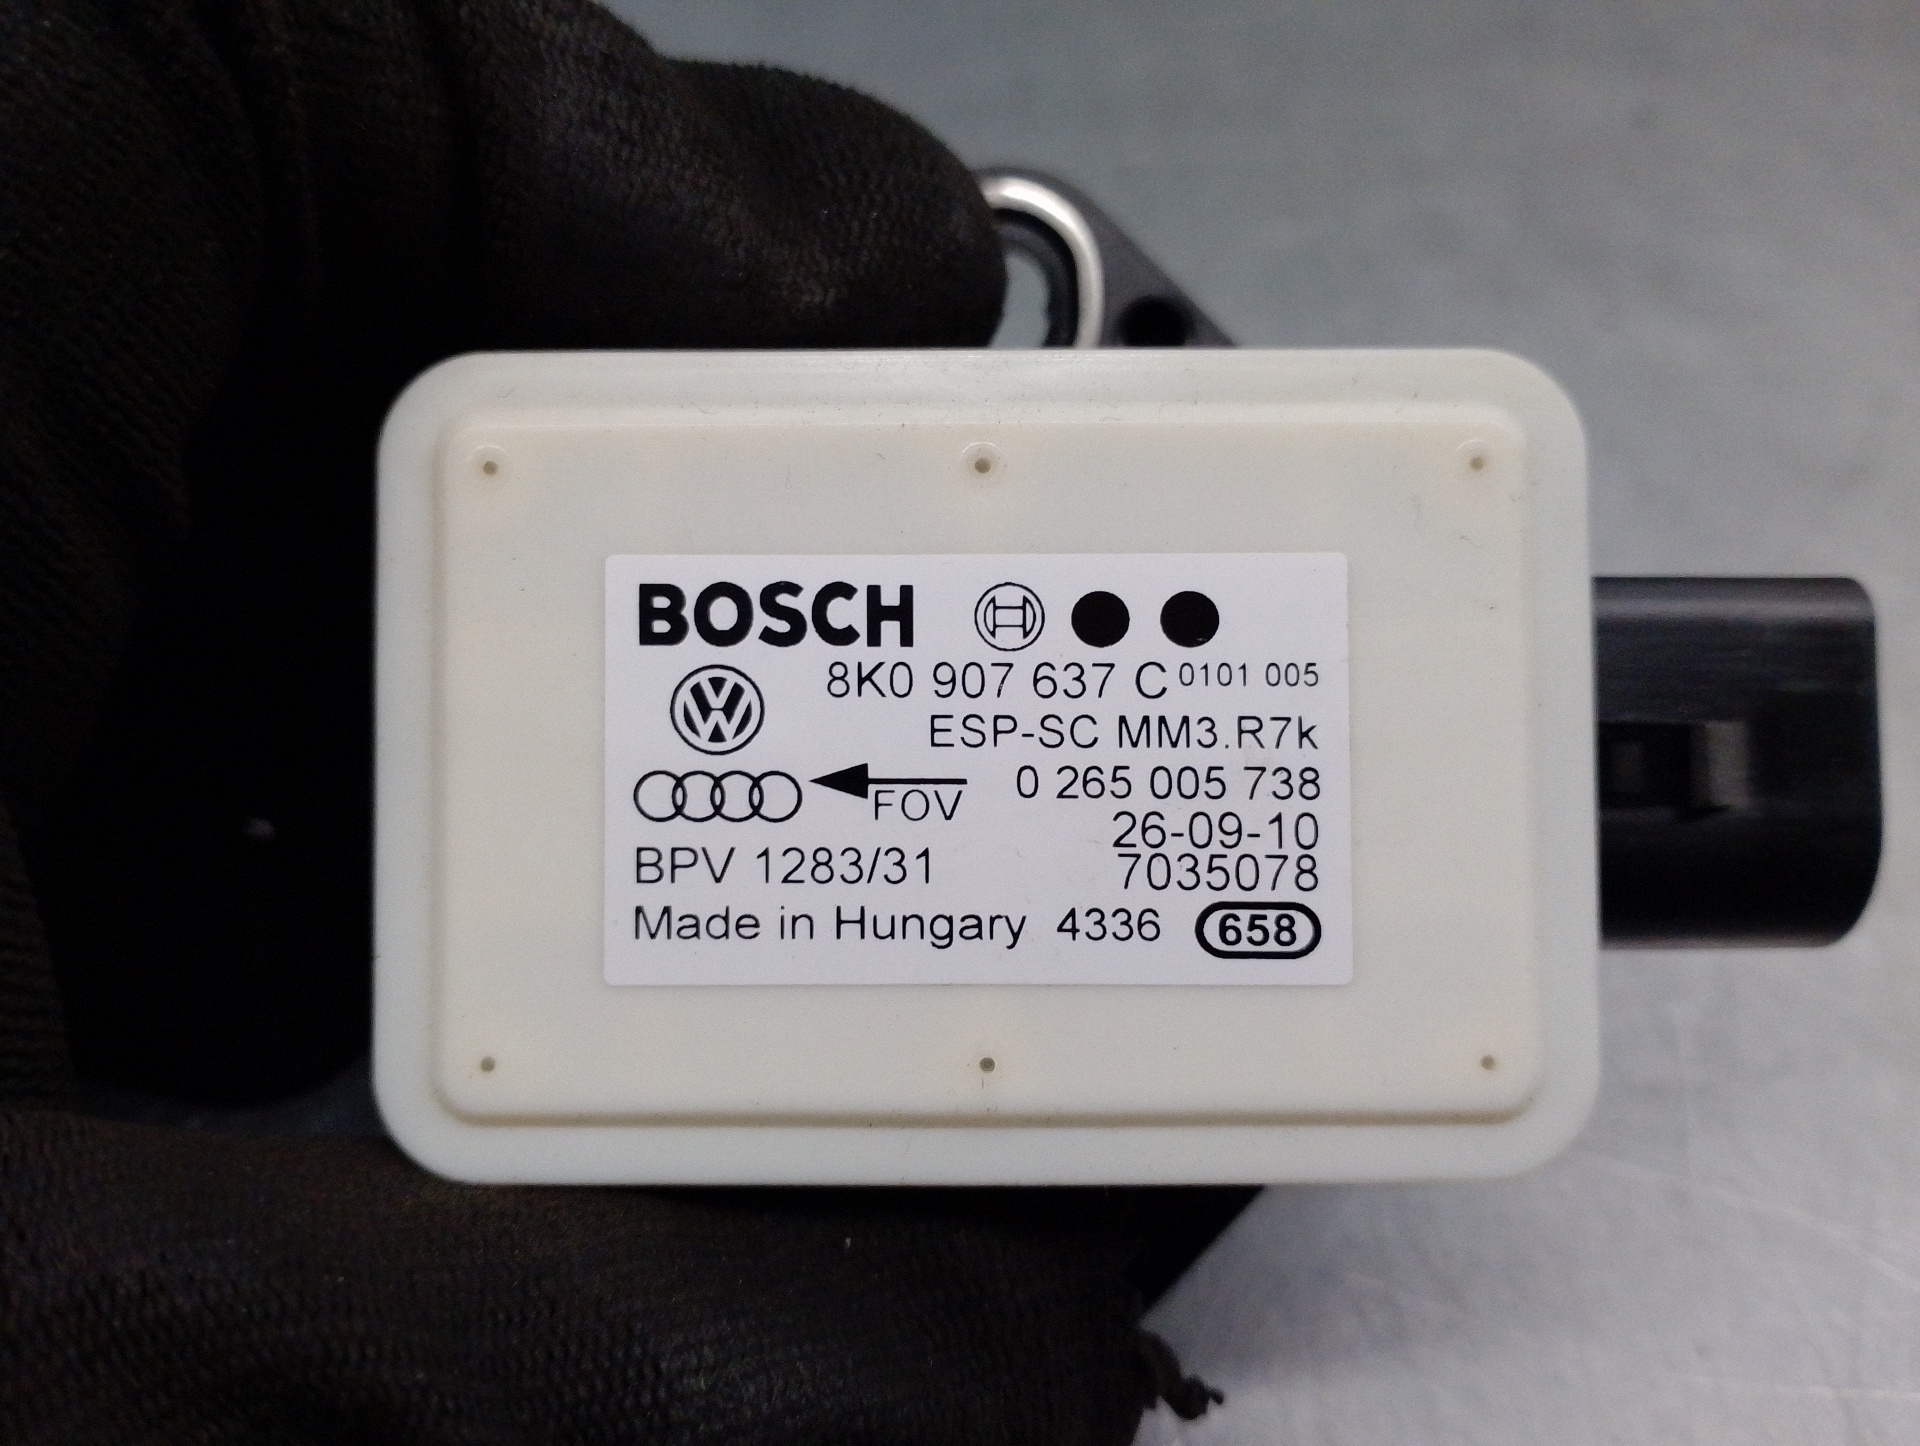 BOSCH
8K0 907 637 C 0101 005
ESP-SC MM3.R7k
FOV 0 265 005 738
26-09-10
BPV 1283/31 7035078
Made in Hungary 4336 658